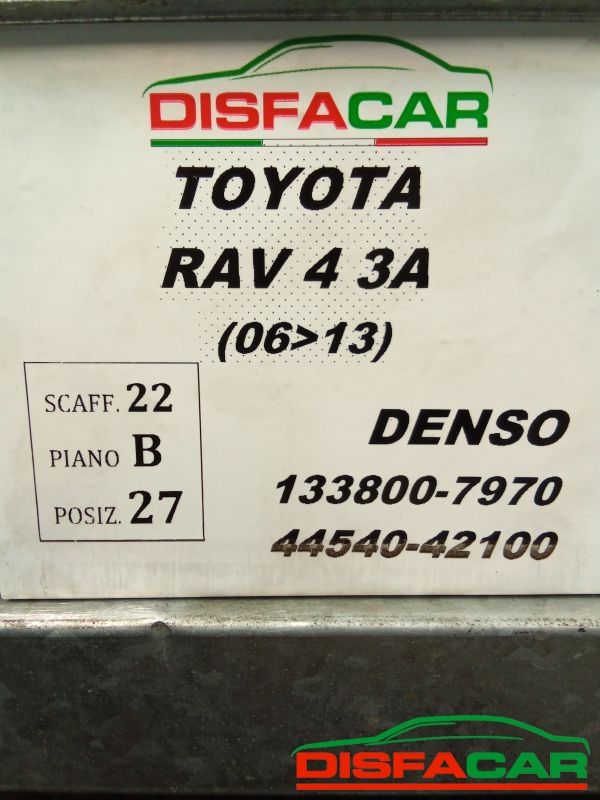 DISFACAR
TOYOTA
RAV 4 3A
(06>13)
SCAFF. 22
PIANO B
POSIZ. 27
DENSO
133800-7970
44540-42100
DISFACAR